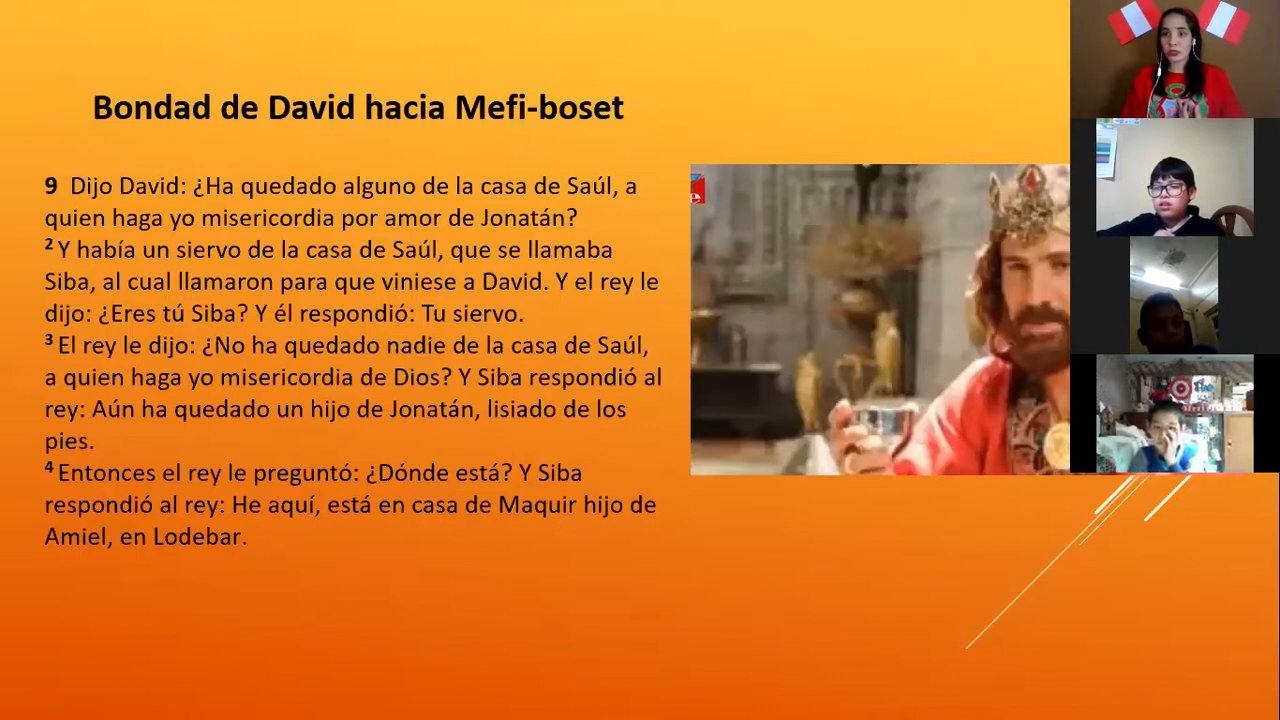 Bondad de David hacia Mefi-boset
9 Dijo David: ¿Ha quedado alguno de la casa de Saúl, a
quien haga yo misericordia por amor de Jonatán?
2 Y había un siervo de la casa de Saúl, que se llamaba
Siba, al cual llamaron para que viniese a David. Y el rey le
dijo: ¿Eres tú Siba? Y él respondió: Tu siervo.
3 El rey le dijo: ¿No ha quedado nadie de la casa de Saúl,
a quien haga yo misericordia de Dios? Y Siba respondió al
rey: Aún ha quedado un hijo de Jonatán, lisiado de los
pies.
4 Entonces el rey le preguntó: ¿Dónde está? Y Siba
respondió al rey: He aquí, está en casa de Maquir hijo de
Amiel, en Lodebar.